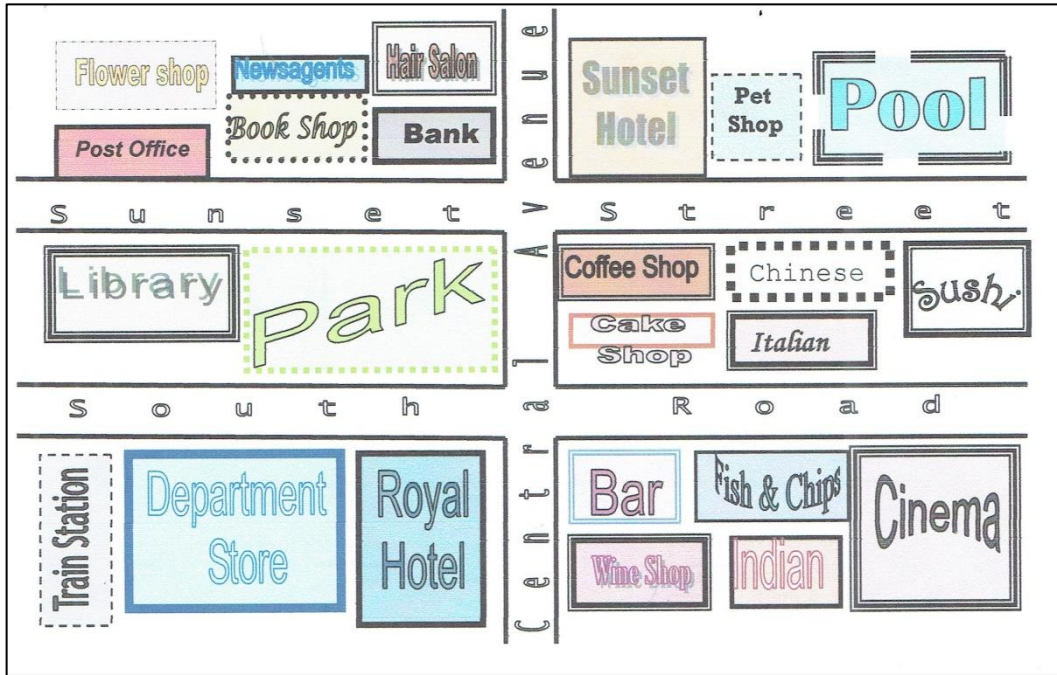 Flower shop
Newsagents
Hair Salon
Post Office
Book Shop
Bank
Sunset
Hotel
Pet
Shop
Pool
Sunset Street
Library
Park
Coffee Shop
Chinese
Sushi
Cake
Shop
Italian
South Road
Central Avenue
Train Station
Department
Store
Royal
Hotel
Bar
Fish & Chips
Cinema
Wine Shop
Indian